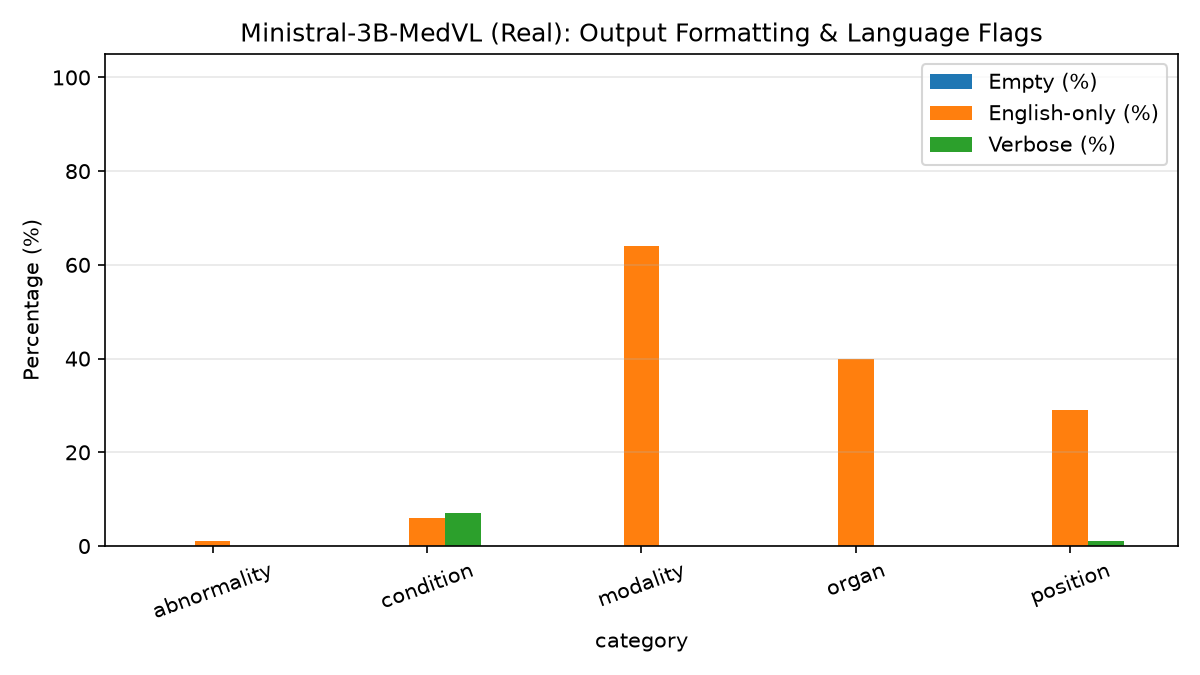 Ministral-3B-MedVL (Real): Output Formatting & Language Flags
Empty (%)
English-only (%)
Verbose (%)
Percentage (%)
100
80
60
40
20
0
abnormality
condition
modality
organ
position
category